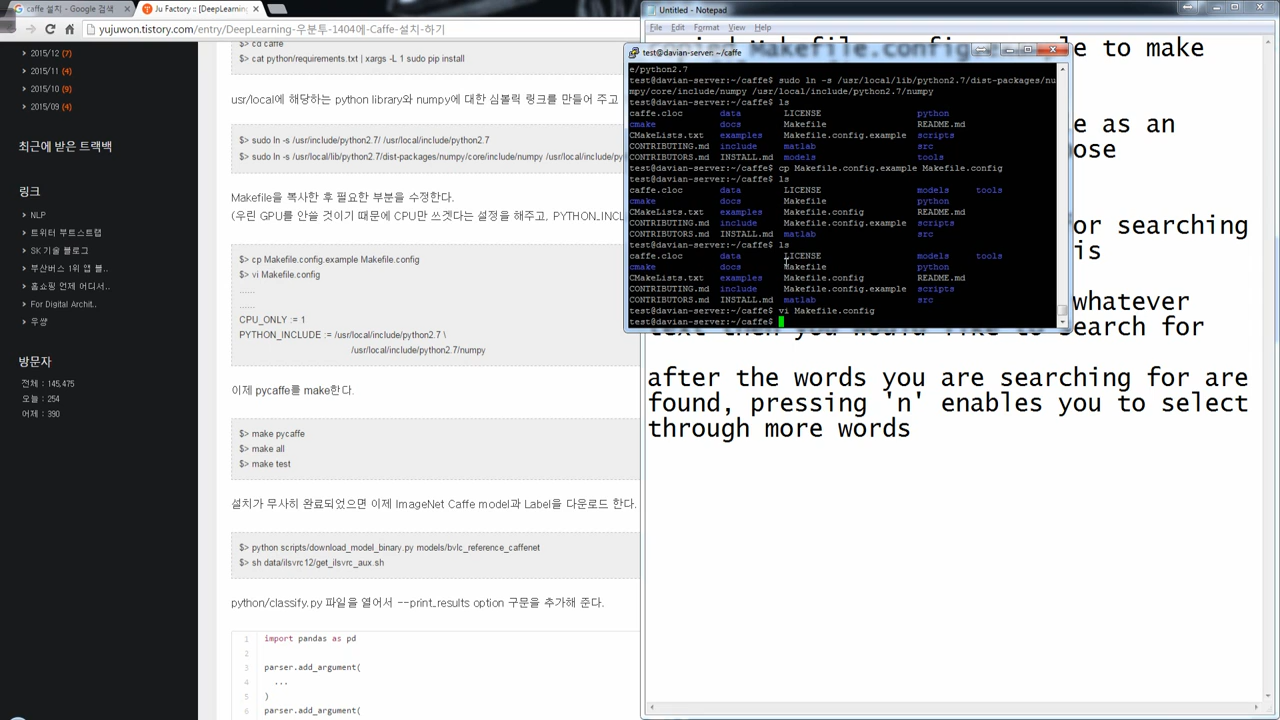 caffe 설치 - Google 검색
Ju Factory :: [DeepLearning]
yujuwon.tistory.com/entry/DeepLearning-우분투-1404에-Caffe-설치-하기
2015/12 (7)
2015/11 (4)
2015/10 (9)
2015/09 (4)
최근에 받은 트랙백
링크
NLP
트위터 부트스트랩
SK기술 블로그
부산버스 1위 앱 블..
홀로선 언제 어디서..
For Digital Art..
우쌍
방문자
전체 : 145,475
오늘 : 254
어제 : 390
$> cd caffe
$> cat python/requirements.txt | xargs -L 1 sudo pip install
usr/local에 해당하는 python library와 numpy에 대한 심볼릭 링크를 만들어 주고
$> sudo ln -s /usr/include/python2.7/ /usr/local/include/python2.7
$> sudo ln -s /usr/local/lib/python2.7/dist-packages/numpy/core/include/numpy /usr/local/include/py
Makefile을 복사한 후 필요한 부분을 수정한다.
GPU를 안쓸 것이기 때문에 CPU만 쓰겟다는 설정을 해주고, PYTHON_INCL
$> cp Makefile.config.example Makefile.config
$> vi Makefile.config
......
......
CPU_ONLY := 1
PYTHON_INCLUDE := /usr/local/include/python2.7 \
/usr/local/include/python2.7/numpy
이제 pycaffe를 make한다.
$> make pycaffe
$> make all
$> make test
설치가 무사히 완료되었으면 이제 ImageNet Caffe model과 Label을 다운로드 한다.
$> python scripts/download_model_binary.py models/bvlc_reference_caffenet
$> sh data/ilsvrc12/get_ilsvrc_aux.sh
python/classify.py 파일을 열어서 --print_results option 구문을 추가해 준다.
1 import pandas as pd
2
3 parser.add_argument(
4 ...
5 )
6 parser.add_argument(
Untitled - Notepad
File Edit Format View Help
to make
e as an
ose
or searching
is
whatever
text then you would like to search for
after the words you are searching for are
found, pressing 'n' enables you to select
through more words
test@davian-server: ~/caffe
e/python2.7
test@davian-server:~/caffe$ sudo ln -s /usr/local/lib/python2.7/dist-packages/nu
mpy/core/include/numpy /usr/local/include/python2.7/numpy
test@davian-server:~/caffe$ ls
caffe.cloc data LICENSE python
cmake docs Makefile README.md
CMakeLists.txt examples Makefile.config.example scripts
CONTRIBUTING.md include matlab src
CONTRIBUTORS.md INSTALL.md models tools
test@davian-server:~/caffe$ cp Makefile.config.example Makefile.config
test@davian-server:~/caffe$ ls
caffe.cloc data LICENSE models tools
cmake docs Makefile python
CMakeLists.txt examples Makefile.config README.md
CONTRIBUTING.md include Makefile.config.example scripts
CONTRIBUTORS.md INSTALL.md matlab src
test@davian-server:~/caffe$ ls
caffe.cloc data LICENSE models tools
cmake docs Makefile python
CMakeLists.txt examples Makefile.config README.md
CONTRIBUTING.md include Makefile.config.example scripts
CONTRIBUTORS.md INSTALL.md matlab src
test@davian-server:~/caffe$ vi Makefile.config
test@davian-server:~/caffe$